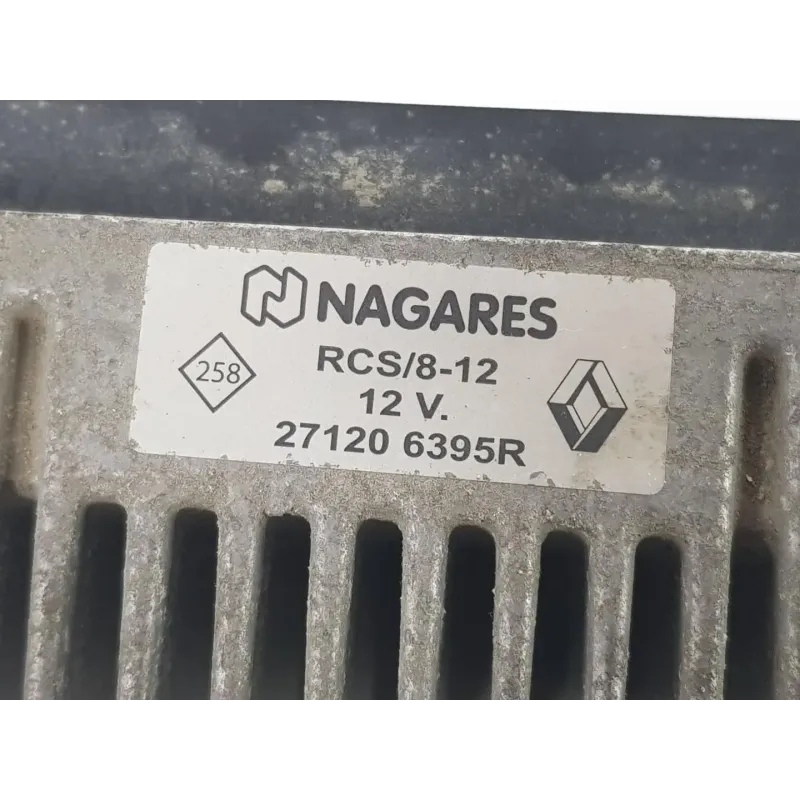 NAGARES
258
RCS/8-12
12 V.
27120 6395R